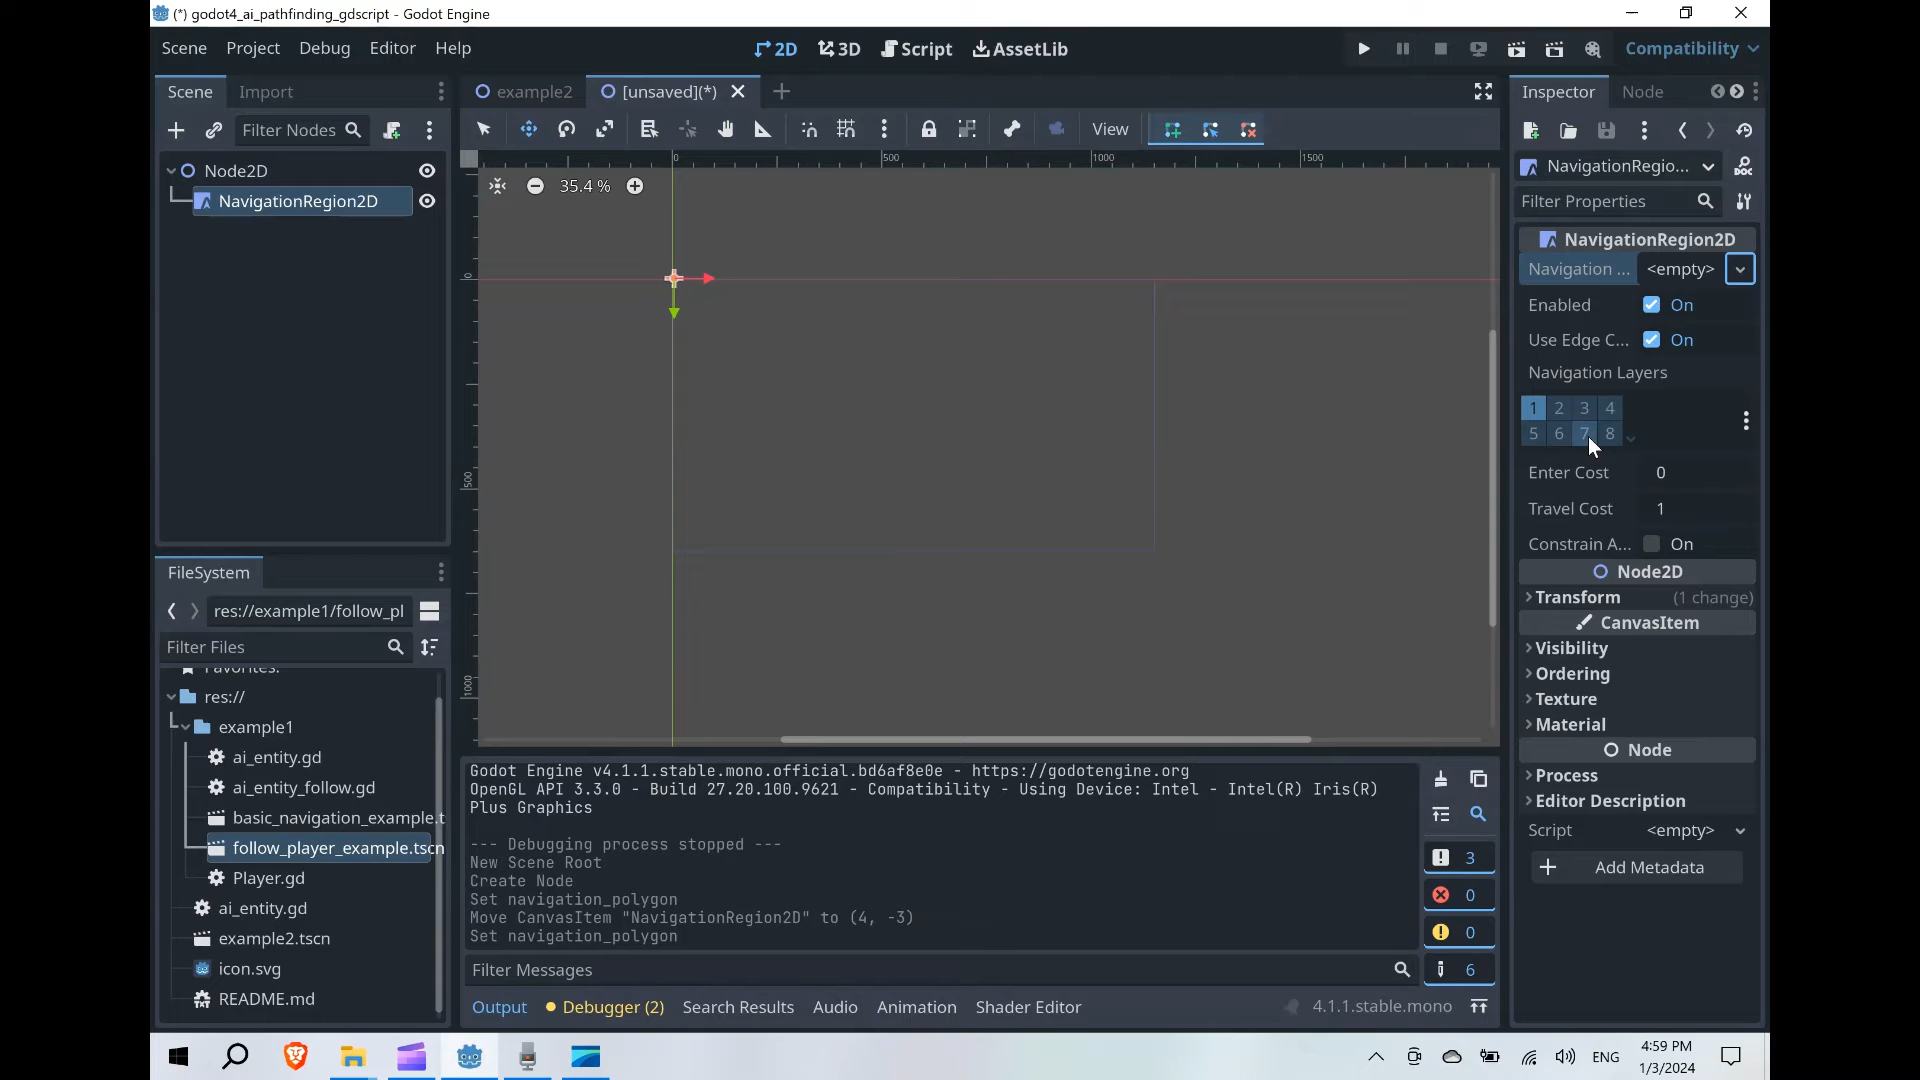 (*) godot4_ai_pathfinding_gdscript - Godot Engine
Scene Project Debug Editor Help
2D 3D Script AssetLib
Compatibility
Scene Import
example2 [unsaved](*)
Inspector Node
Filter Nodes
View
Node2D
NavigationRegion2D
0 500 1000 1500
35.4 %
0
500
1000
NavigationRegio...
Filter Properties
NavigationRegion2D
Navigation ... <empty>
Enabled On
Use Edge C... On
Navigation Layers
1 2 3 4
5 6 7 8
Enter Cost 0
Travel Cost 1
Constrain A... On
Node2D
Transform (1 change)
CanvasItem
Visibility
Ordering
Texture
Material
Node
Process
Editor Description
Script <empty>
Add Metadata
FileSystem
res://example1/follow_pl
Filter Files
Favorites:
res://
example1
ai_entity.gd
ai_entity_follow.gd
basic_navigation_example.t
follow_player_example.tscn
Player.gd
ai_entity.gd
example2.tscn
icon.svg
README.md
Godot Engine v4.1.1.stable.mono.official.bd6af8e0e - https://godotengine.org
OpenGL API 3.3.0 - Build 27.20.100.9621 - Compatibility - Using Device: Intel - Intel(R) Iris(R)
Plus Graphics
--- Debugging process stopped ---
New Scene Root
Create Node
Set navigation_polygon
Move CanvasItem "NavigationRegion2D" to (4, -3)
Set navigation_polygon
3
0
0
6
Filter Messages
Output Debugger (2) Search Results Audio Animation Shader Editor
4.1.1.stable.mono
ENG
4:59 PM
1/3/2024